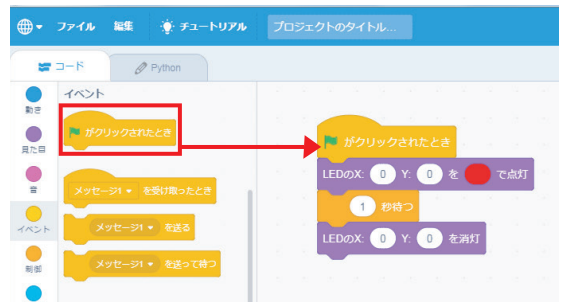 ファイル 編集 チュートリアル プロジェクトのタイトル...
コード Python
動き
見た目
音
イベント
制御
イベント
がクリックされたとき
メッセージ1 を受け取ったとき
メッセージ1 を送る
メッセージ1 を送って待つ
がクリックされたとき
LEDのX: 0 Y: 0 を で点灯
1 秒待つ
LEDのX: 0 Y: 0 を消灯